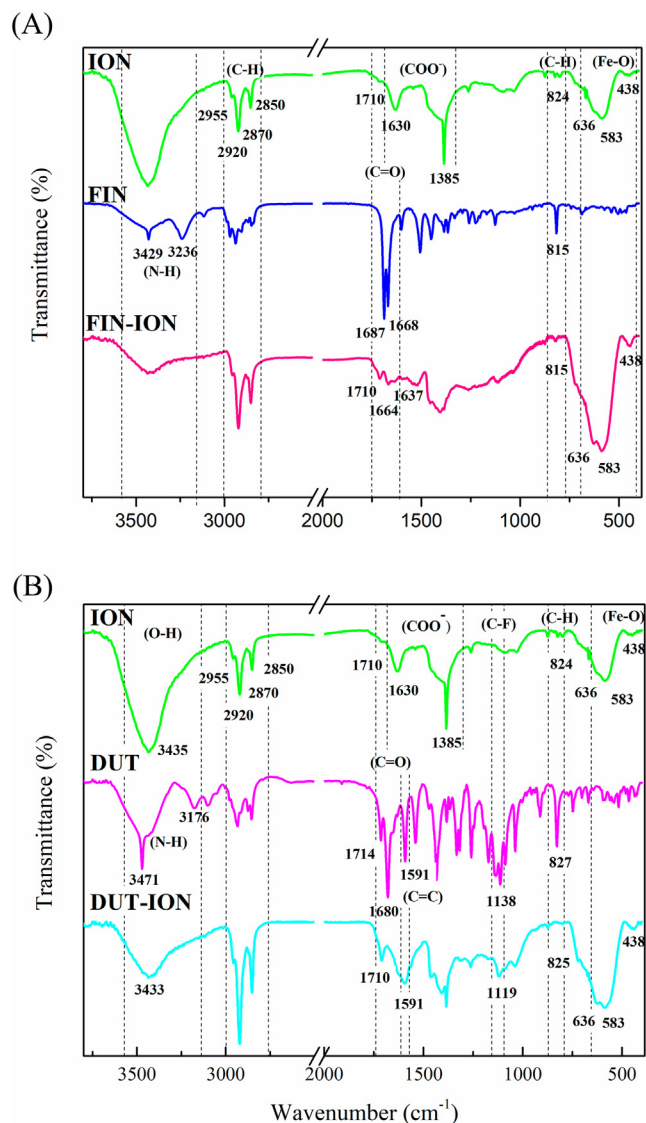 (A)
ION
(C-H)
(COO⁻)
(C-H)
(Fe-O)
2955
2850
2870
2920
1710
1630
1385
824
636
438
583
(C=O)
FIN
3429
3236
(N-H)
1687
1668
815
FIN-ION
1710
1664
1637
815
636
438
583
Transmittance (%)
3500
3000
2500
2000
1500
1000
500
(B)
ION
(O-H)
(COO⁻)
(C-F)
(C-H)
(Fe-O)
2955
2850
2870
2920
3435
1710
1630
1385
824
636
438
583
DUT
(C=O)
3176
(N-H)
3471
1714
1591
1680
(C=C)
1138
827
DUT-ION
3433
1710
1591
1119
825
636
438
583
Transmittance (%)
3500
3000
2500
2000
1500
1000
500
Wavenumber (cm⁻¹)